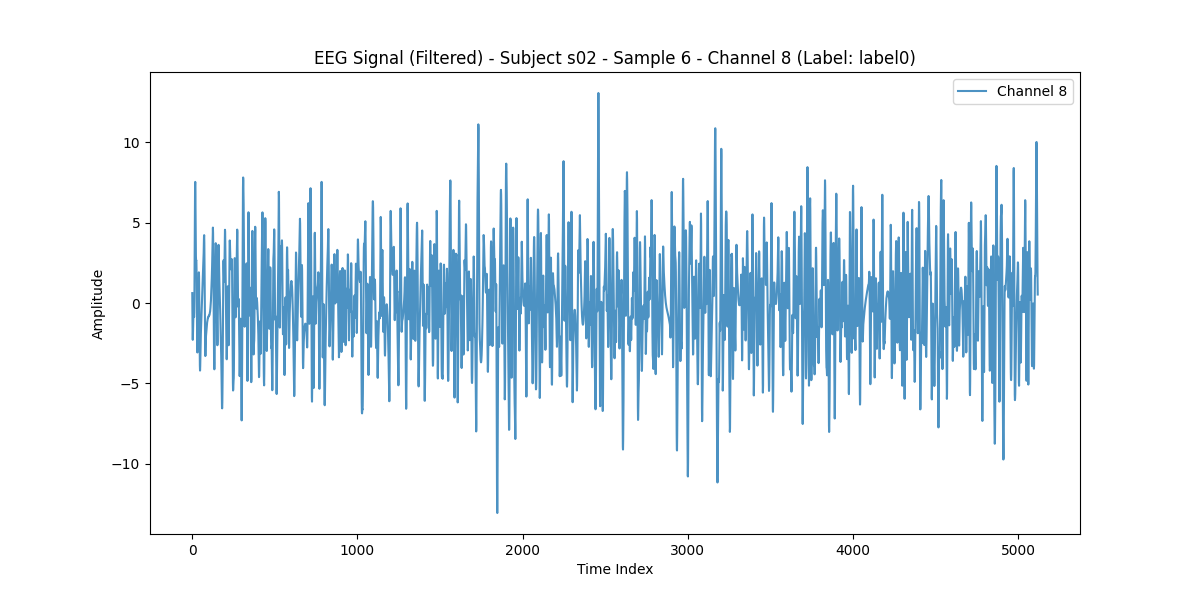 EEG Signal (Filtered) - Subject s02 - Sample 6 - Channel 8 (Label: label0)
Channel 8
10
5
0
−5
−10
Amplitude
0 1000 2000 3000 4000 5000
Time Index